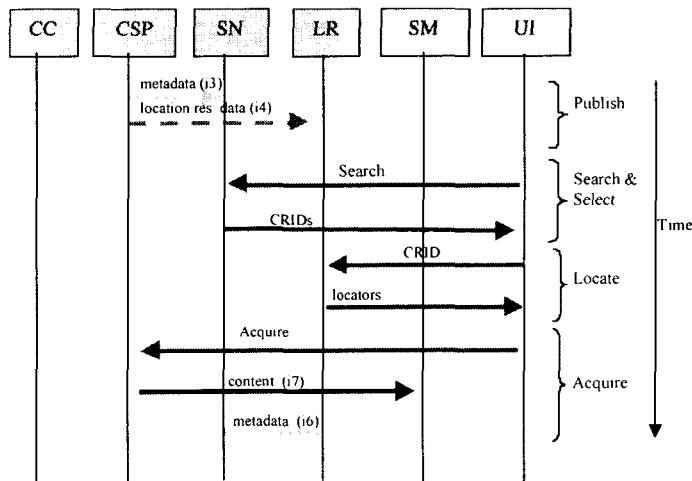 CC CSP SN LR SM UI
metadata (i3)
location res data (i4)
Publish
Search
Search &
Select
CRIDs
Time
CRID
Locate
locators
Acquire
content (i7)
Acquire
metadata (i6)